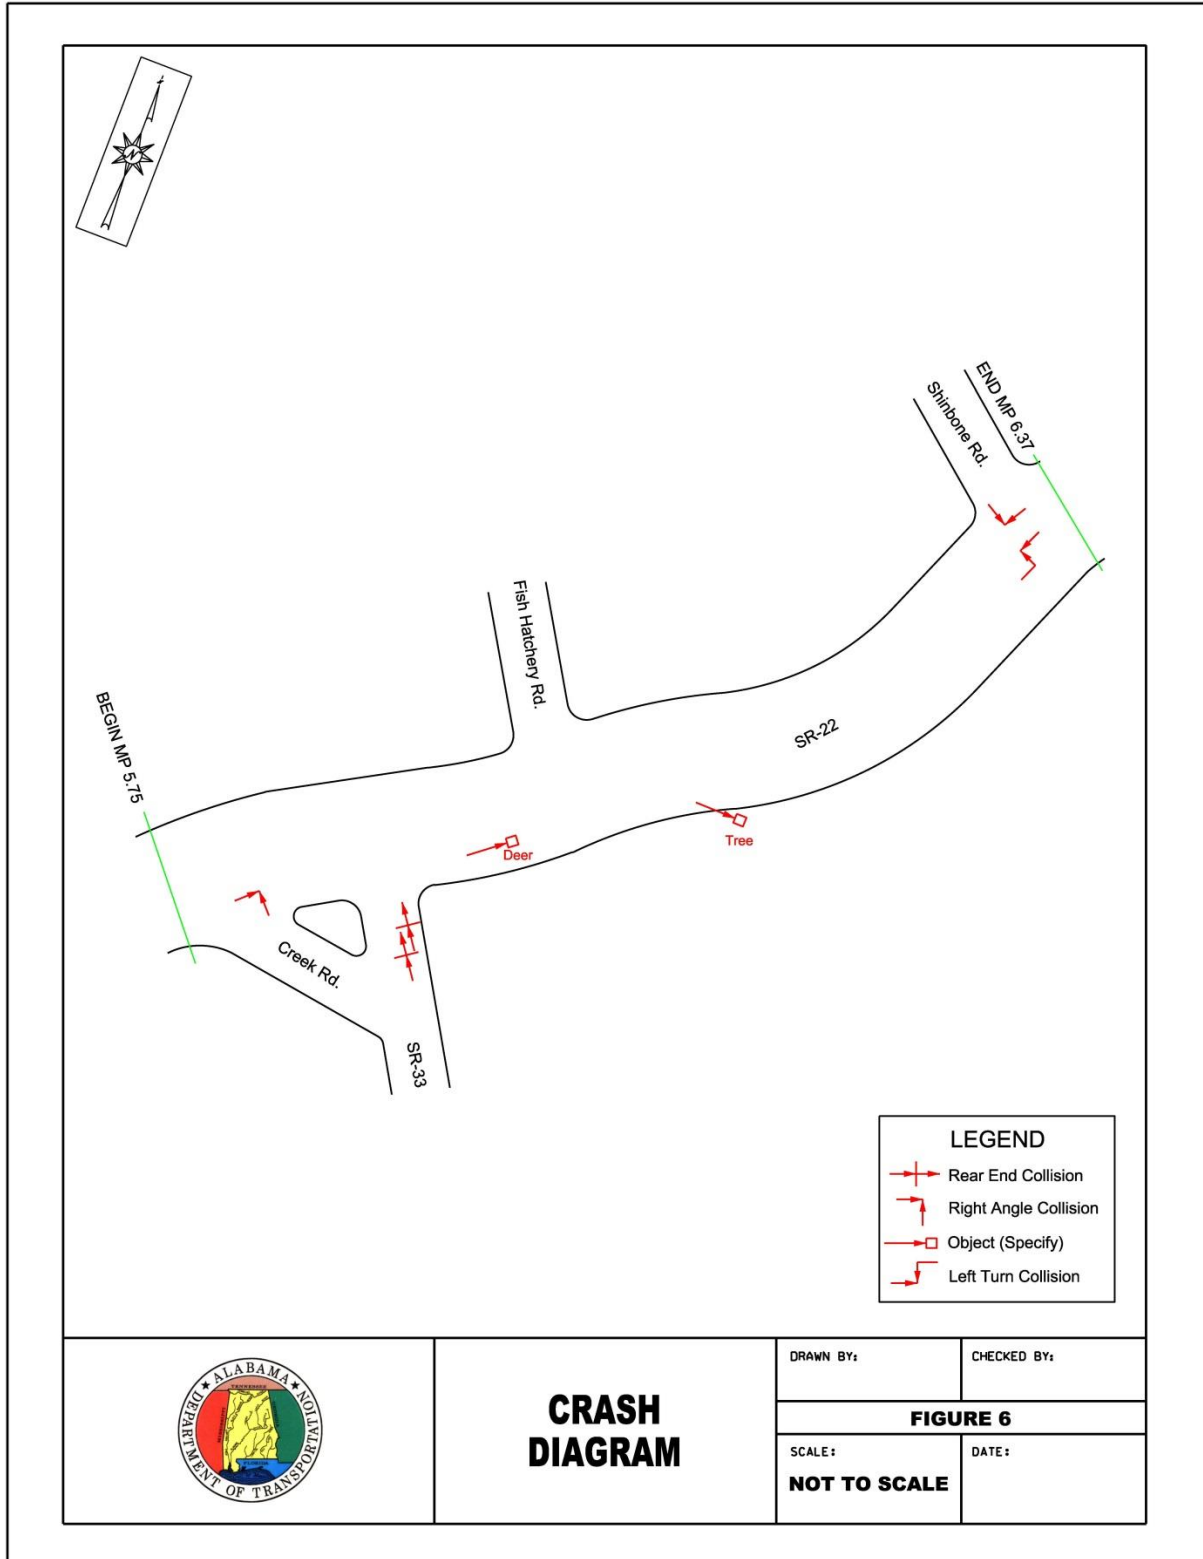 N
END MP 6.37
Shinbone Rd.
Fish Hatchery Rd.
BEGIN MP 5.75
SR-22
Tree
Deer
Creek Rd.
SR-33
LEGEND
Rear End Collision
Right Angle Collision
Object (Specify)
Left Turn Collision
ALABAMA
DEPARTMENT OF TRANSPORTATION
TENNESSEE
FLORIDA
CRASH
DIAGRAM
DRAWN BY:
CHECKED BY:
FIGURE 6
SCALE:
NOT TO SCALE
DATE: